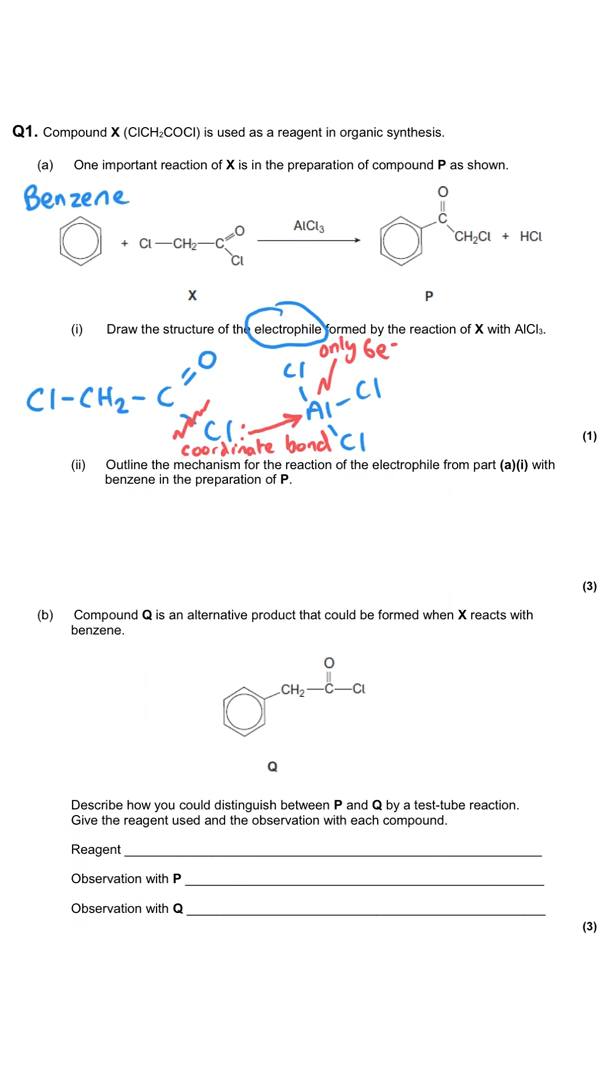 Q1. Compound X (ClCH₂COCl) is used as a reagent in organic synthesis.
(a) One important reaction of X is in the preparation of compound P as shown.
Benzene
+ Cl—CH₂—C
O
Cl
AlCl₃
O
C
CH₂Cl + HCl
X
P
(i) Draw the structure of the electrophile formed by the reaction of X with AlCl₃.
only 6e-
Cl-CH₂-C=O
Cl:
Cl
Al-Cl
Cl
coordinate bond
(1)
(ii) Outline the mechanism for the reaction of the electrophile from part (a)(i) with
benzene in the preparation of P.
(3)
(b) Compound Q is an alternative product that could be formed when X reacts with
benzene.
O
CH₂—C—Cl
Q
Describe how you could distinguish between P and Q by a test-tube reaction.
Give the reagent used and the observation with each compound.
Reagent
Observation with P
Observation with Q
(3)